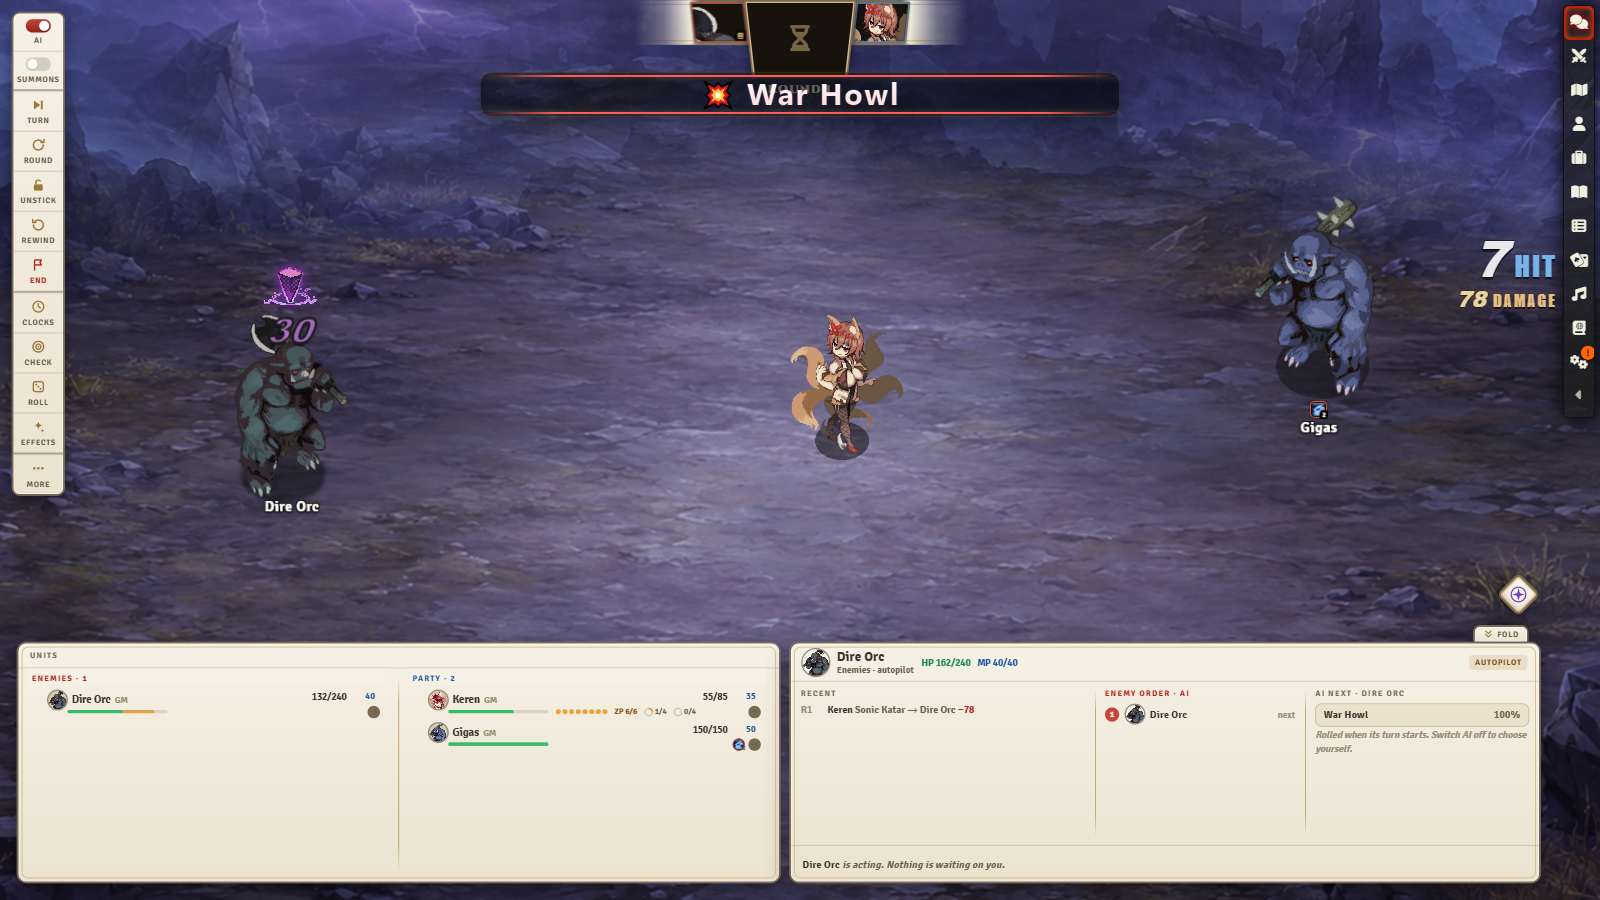 AI
SUMMONS
TURN
ROUND
UNSTICK
REWIND
END
CLOCKS
CHECK
ROLL
EFFECTS
MORE
War Howl
30
7 HIT
78 DAMAGE
Dire Orc
Gigas
FOLD
UNITS
ENEMIES · 1
Dire Orc GM
132/240
40
PARTY · 2
Keren GM
55/85
35
ZP 6/6
1/4
0/4
Gigas GM
150/150
50
2
Dire Orc
HP 162/240 MP 40/40
Enemies · autopilot
AUTOPILOT
RECENT
R1 Keren Sonic Katar → Dire Orc −78
ENEMY ORDER · AI
1 Dire Orc next
AI NEXT · DIRE ORC
War Howl 100%
Rolled when its turn starts. Switch AI off to choose
yourself.
Dire Orc is acting. Nothing is waiting on you.